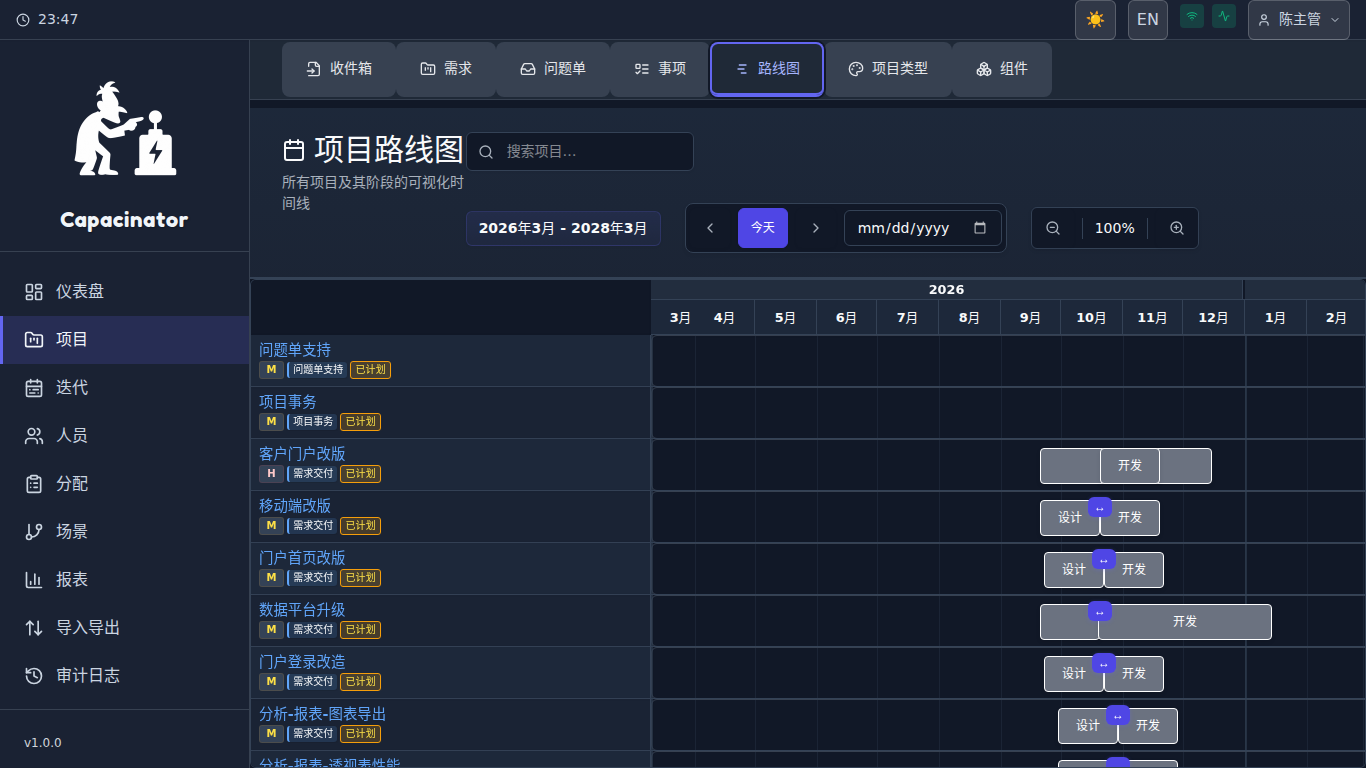 23:47
EN
陈主管
Capacinator
仪表盘
项目
迭代
人员
分配
场景
报表
导入导出
审计日志
v1.0.0
收件箱
需求
问题单
事项
路线图
项目类型
组件
项目路线图
所有项目及其阶段的可视化时
间线
搜索项目...
2026年3月 - 2028年3月
今天
mm/dd/yyyy
100%
2026
3月 4月 5月 6月 7月 8月 9月 10月 11月 12月 1月 2月
问题单支持
M 问题单支持 已计划
项目事务
M 项目事务 已计划
客户门户改版
H 需求交付 已计划
开发
移动端改版
M 需求交付 已计划
设计 ↔ 开发
门户首页改版
M 需求交付 已计划
设计 ↔ 开发
数据平台升级
M 需求交付 已计划
↔ 开发
门户登录改造
M 需求交付 已计划
设计 ↔ 开发
分析-报表-图表导出
M 需求交付 已计划
设计 ↔ 开发
分析-报表-透视表性能